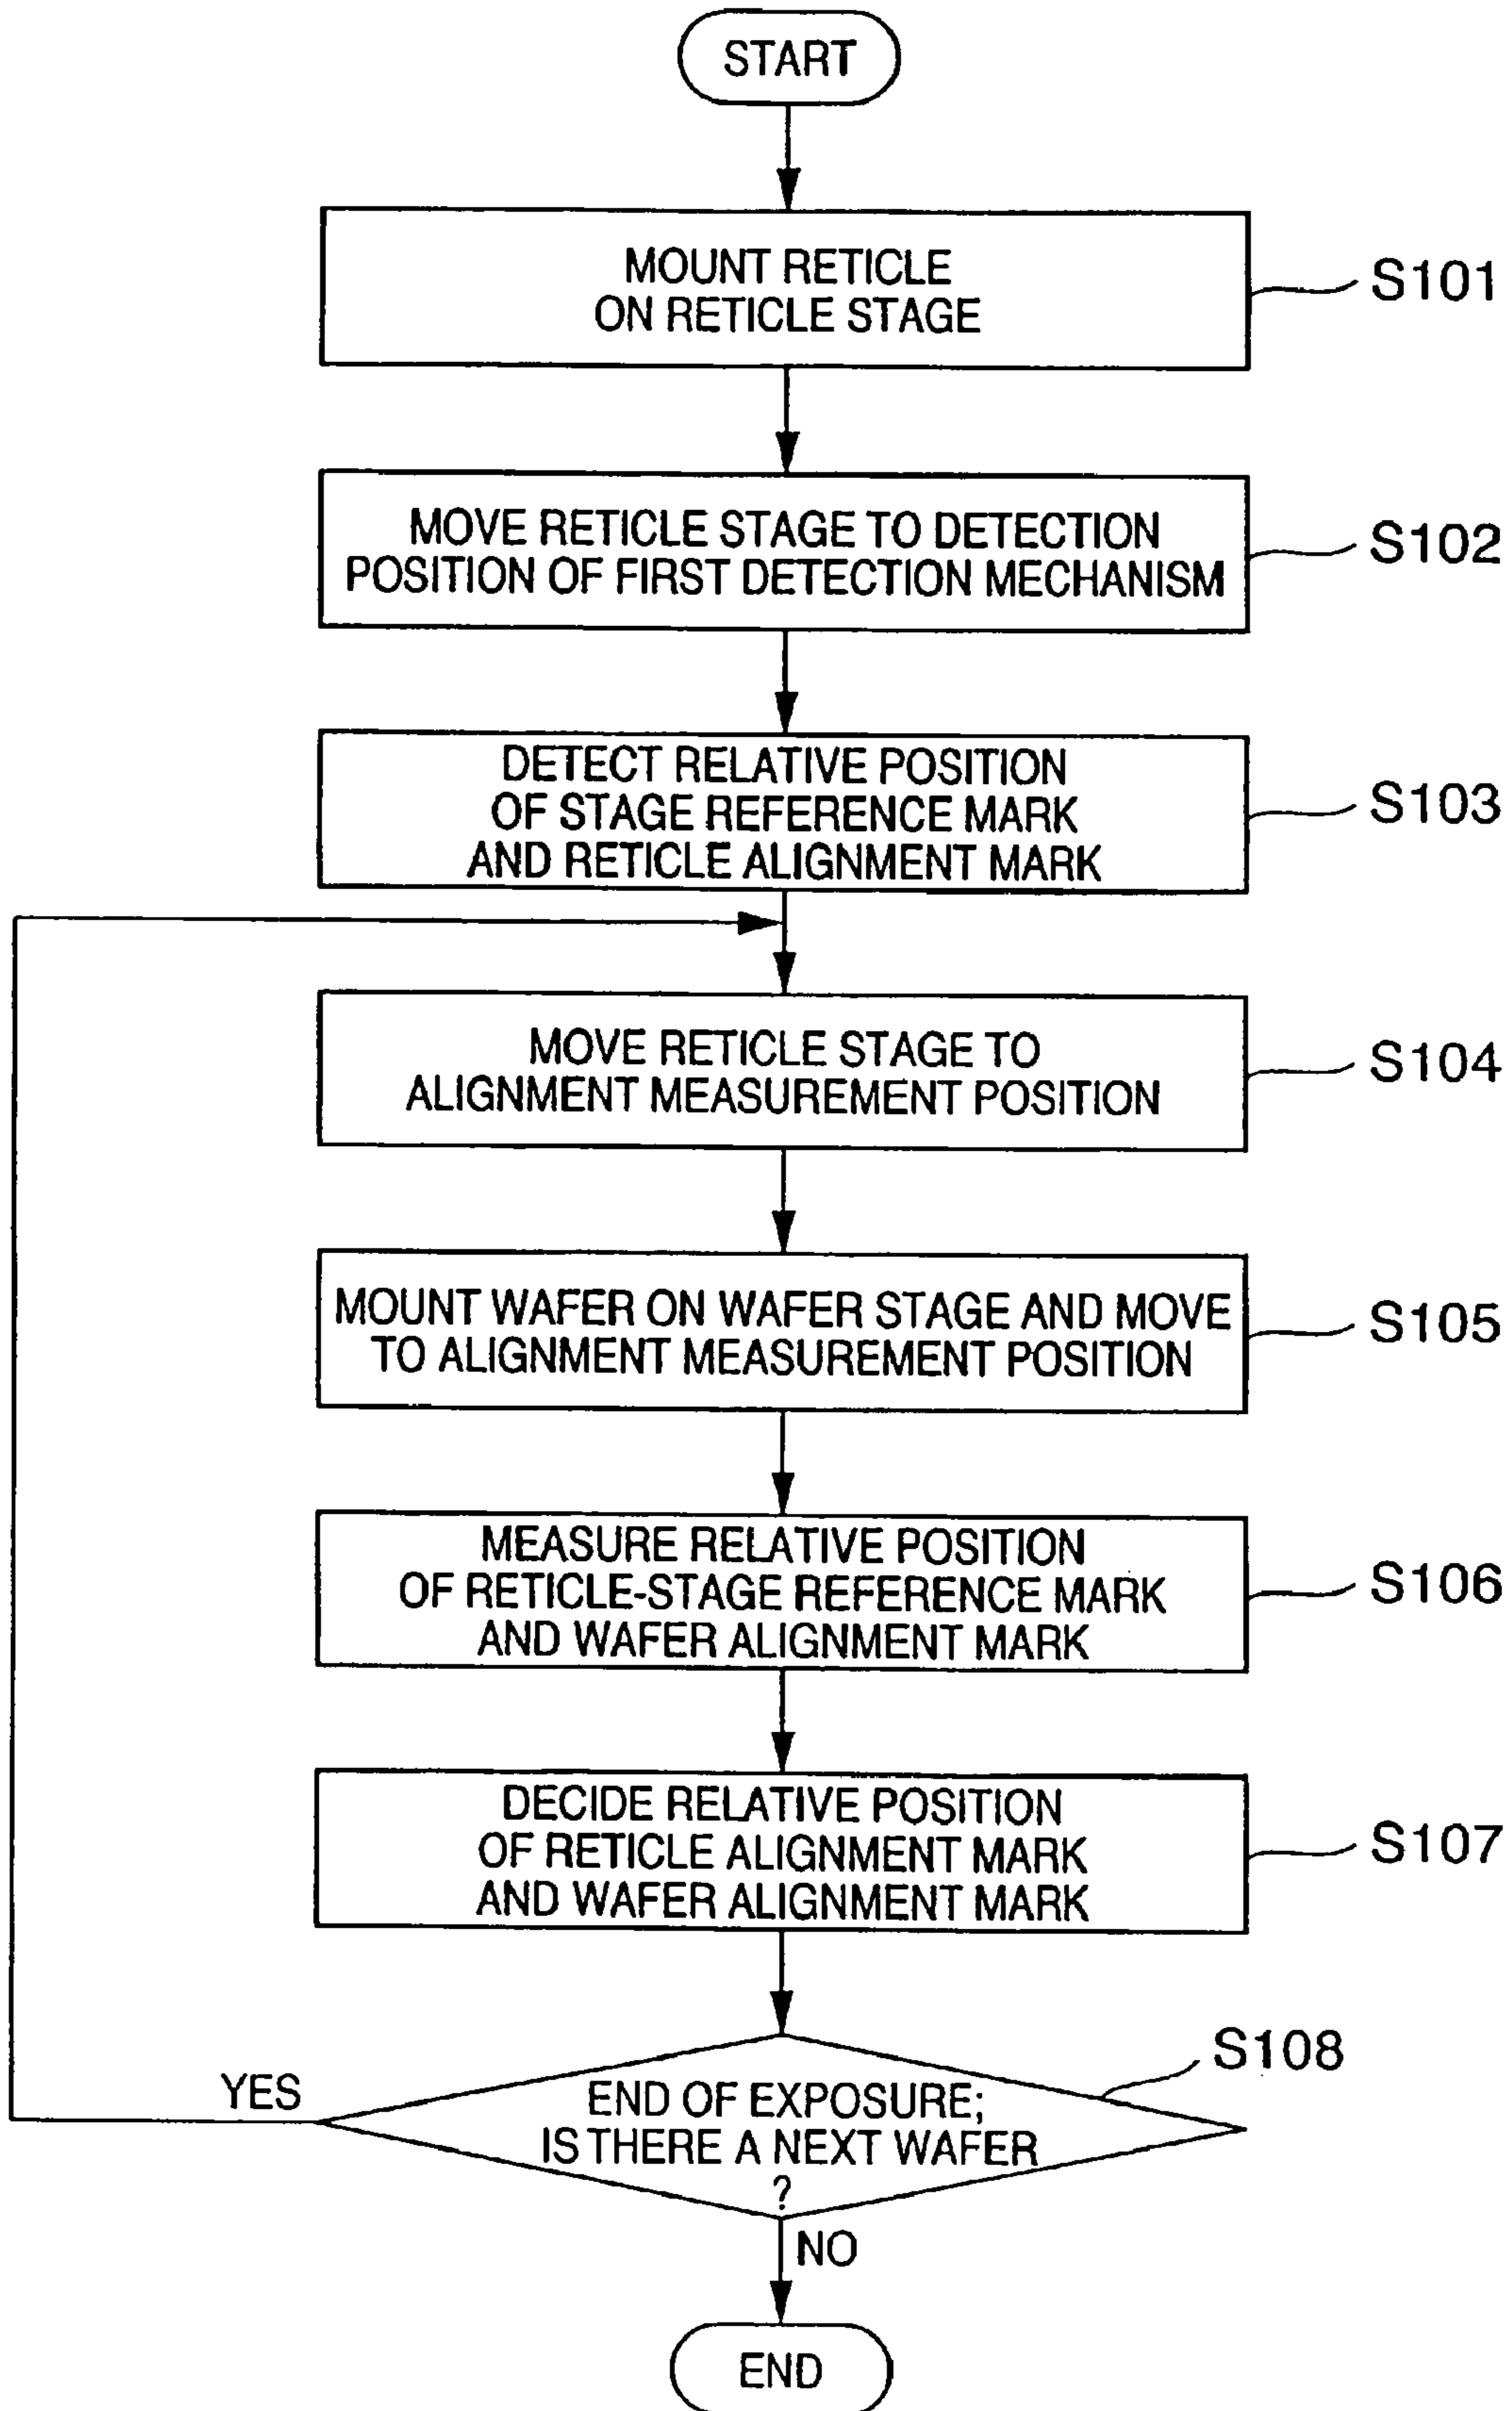 START
MOUNT RETICLE
ON RETICLE STAGE
S101
MOVE RETICLE STAGE TO DETECTION
POSITION OF FIRST DETECTION MECHANISM
S102
DETECT RELATIVE POSITION
OF STAGE REFERENCE MARK
AND RETICLE ALIGNMENT MARK
S103
MOVE RETICLE STAGE TO
ALIGNMENT MEASUREMENT POSITION
S104
MOUNT WAFER ON WAFER STAGE AND MOVE
TO ALIGNMENT MEASUREMENT POSITION
S105
MEASURE RELATIVE POSITION
OF RETICLE-STAGE REFERENCE MARK
AND WAFER ALIGNMENT MARK
S106
DECIDE RELATIVE POSITION
OF RETICLE ALIGNMENT MARK
AND WAFER ALIGNMENT MARK
S107
S108
YES
END OF EXPOSURE;
IS THERE A NEXT WAFER
?
NO
END